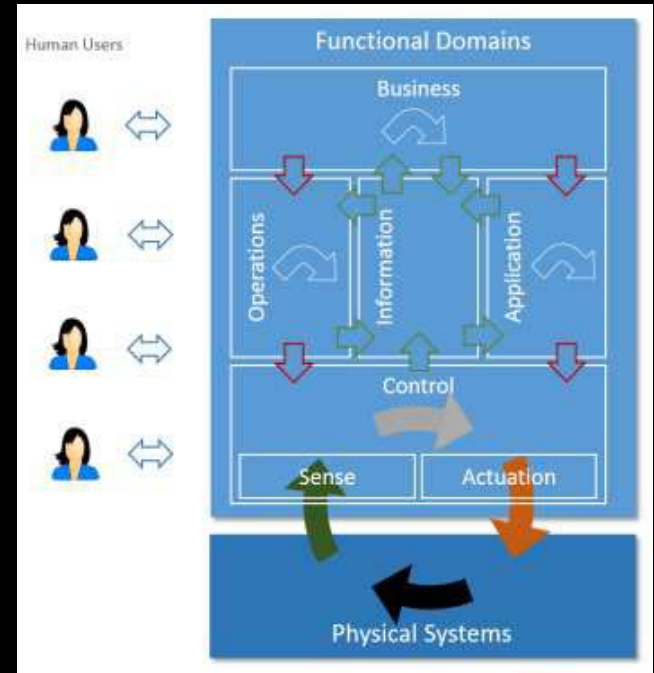 Human Users
Functional Domains
Business
Operations
Information
Application
Control
Sense
Actuation
Physical Systems